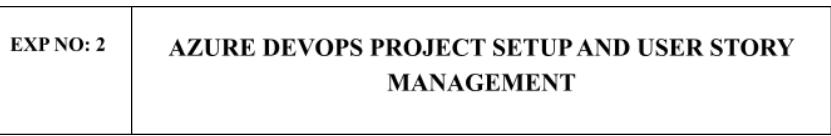 EXP NO: 2
AZURE DEVOPS PROJECT SETUP AND USER STORY
MANAGEMENT